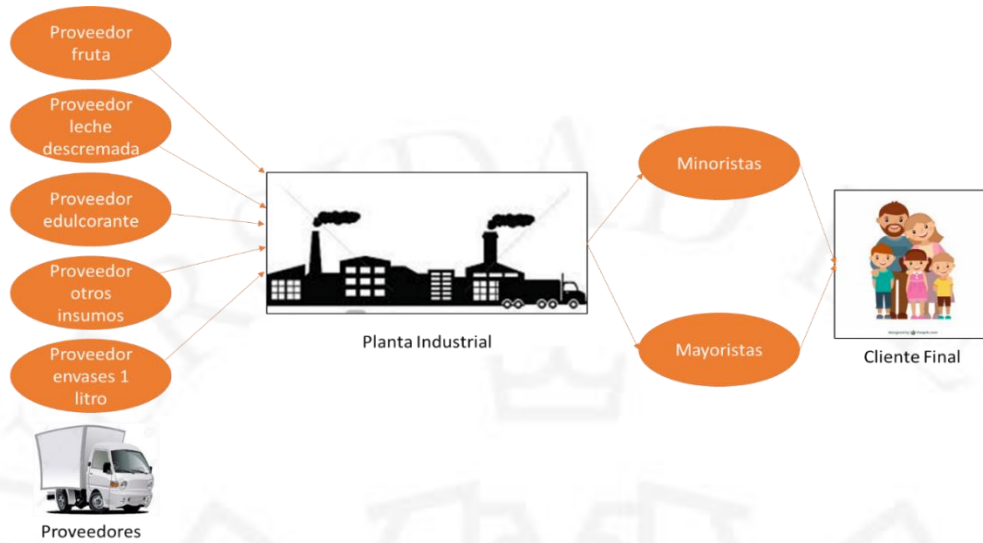 Proveedor
fruta
Proveedor
leche
descremada
Proveedor
edulcorante
Proveedor
otros
insumos
Proveedor
envases 1
litro
Proveedores
Planta Industrial
Minoristas
Mayoristas
Cliente Final